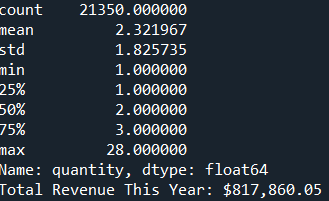 count    21350.000000
mean         2.321967
std          1.825735
min          1.000000
25%          1.000000
50%          2.000000
75%          3.000000
max         28.000000
Name: quantity, dtype: float64
Total Revenue This Year: $817,860.05